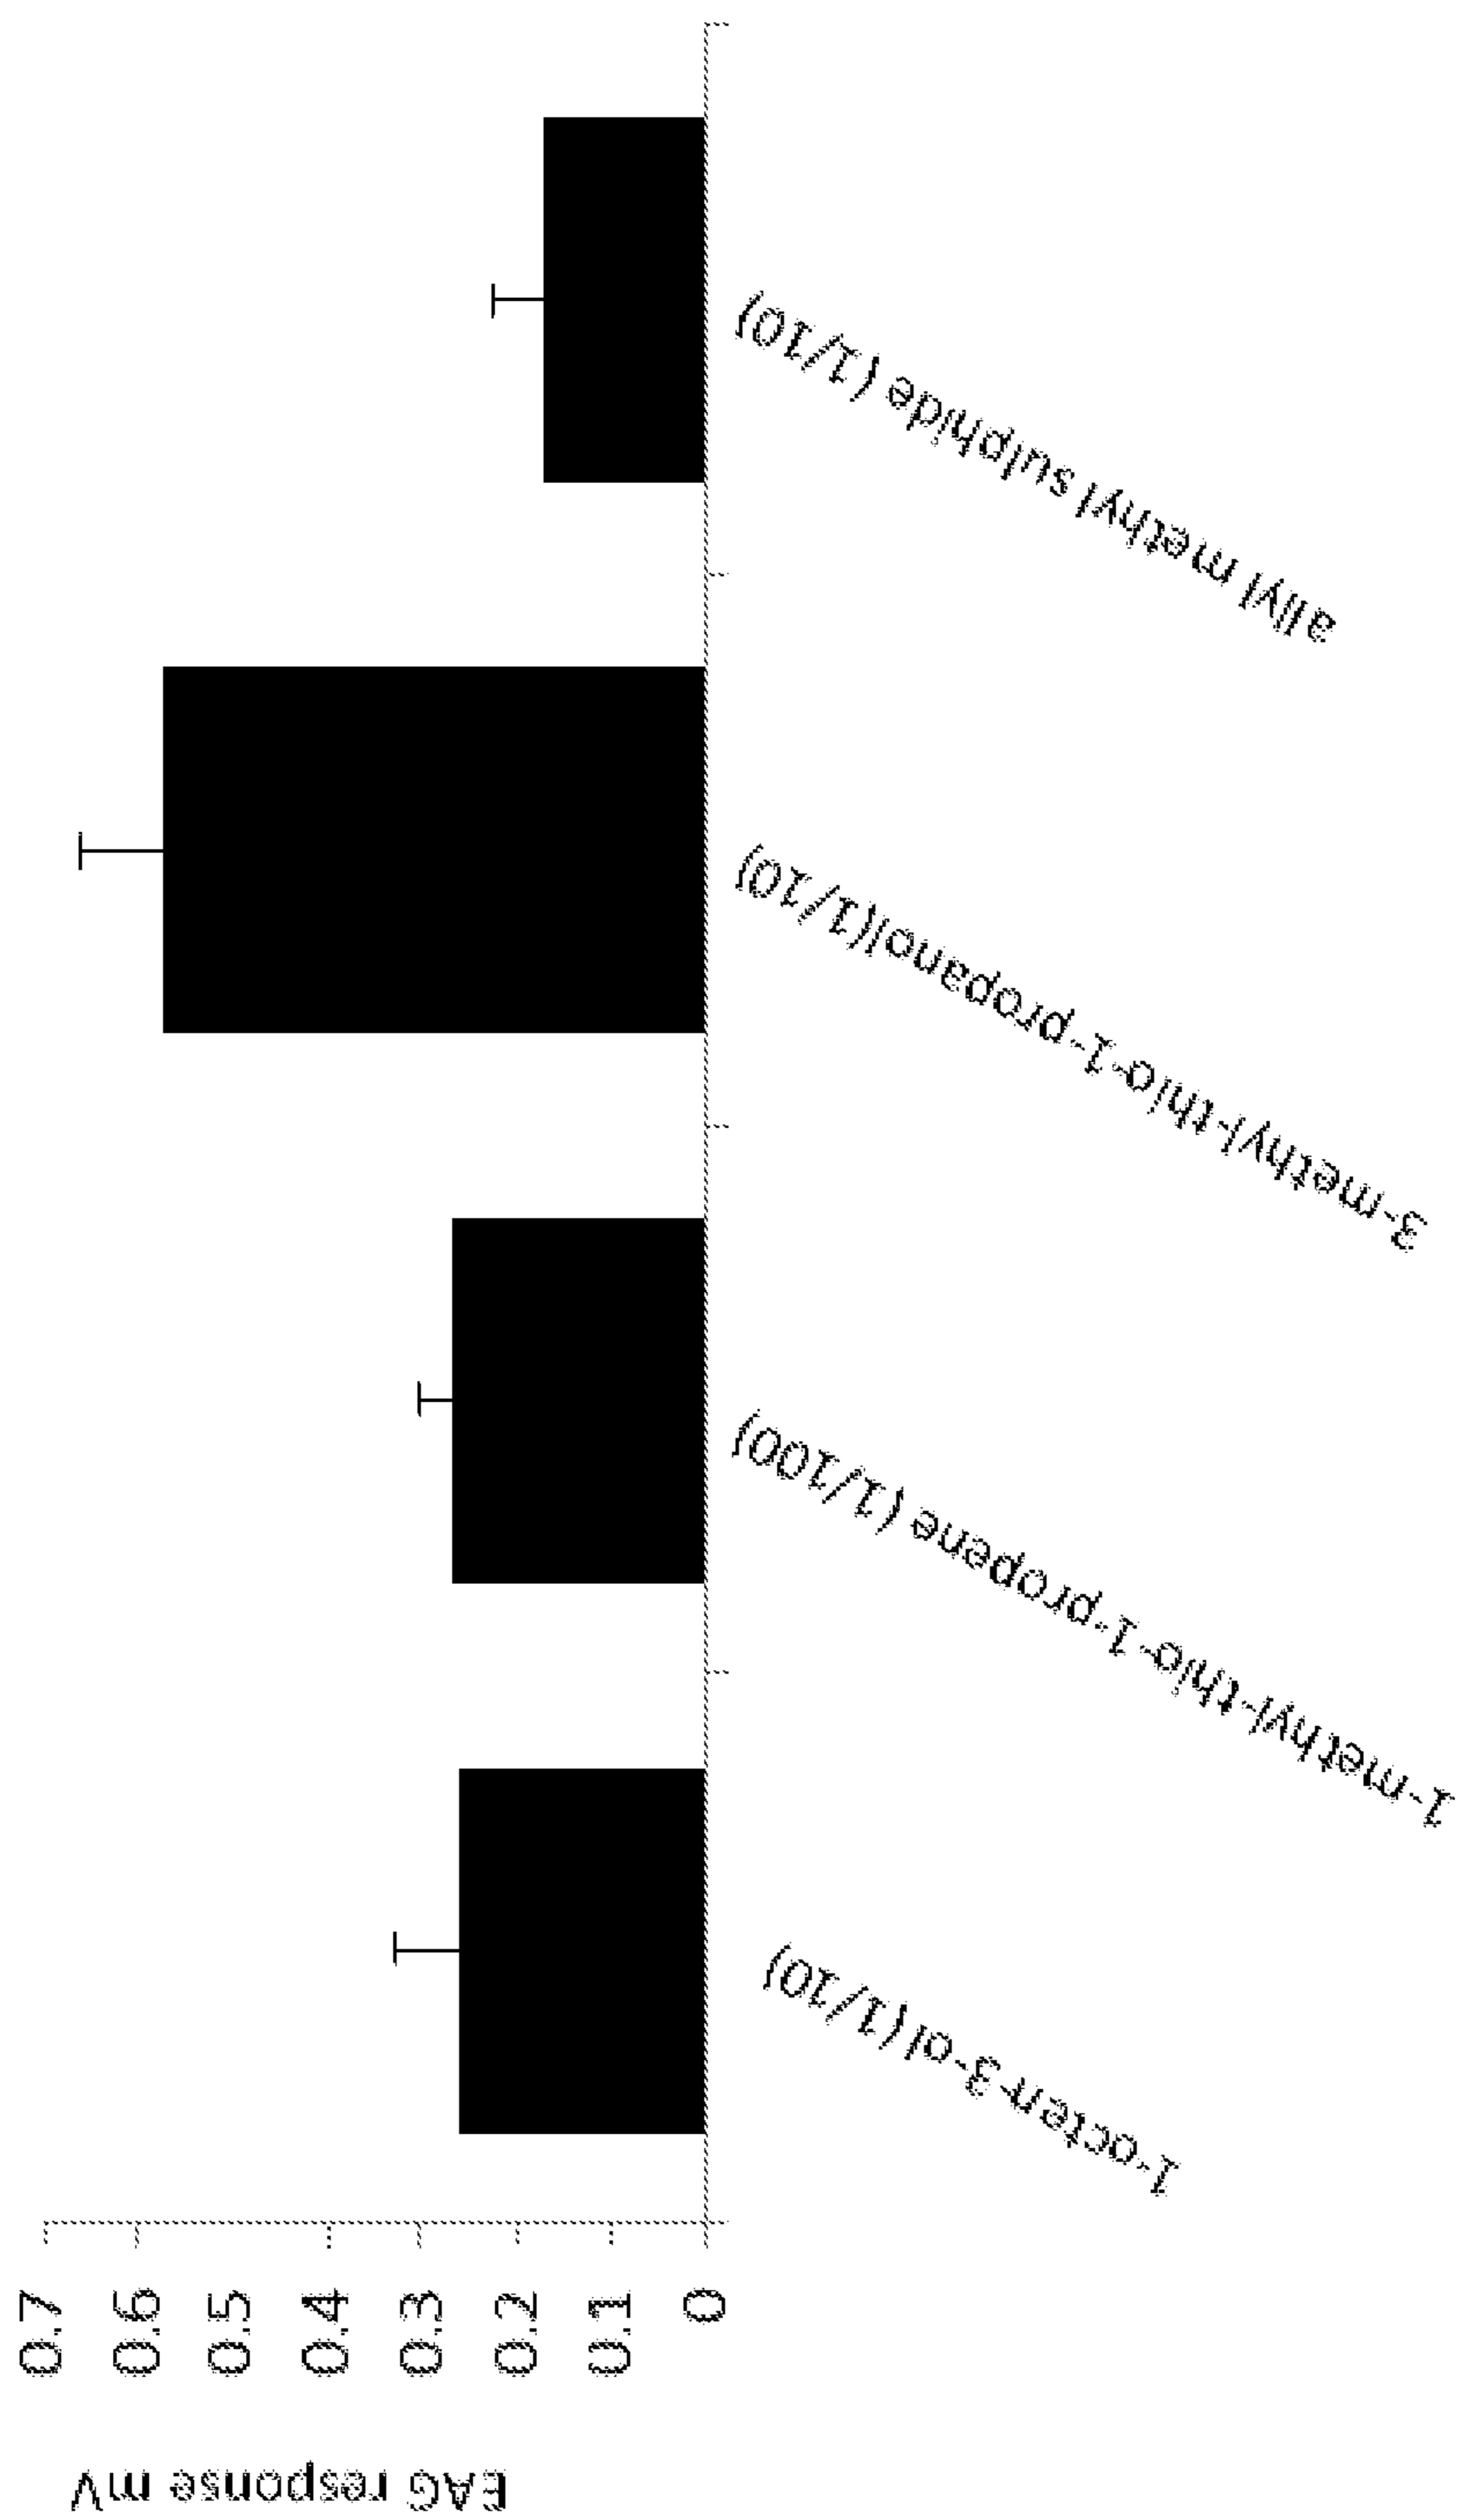 EAG response mV
0.7
0.6
0.5
0.4
0.3
0.2
0.1
0
1-octen-3-ol (1/10)
1-methyl-thio-1-propene (1/100)
3-methyl-thio-1-propanol(1/10)
allyl methyl sulphide (1/10)